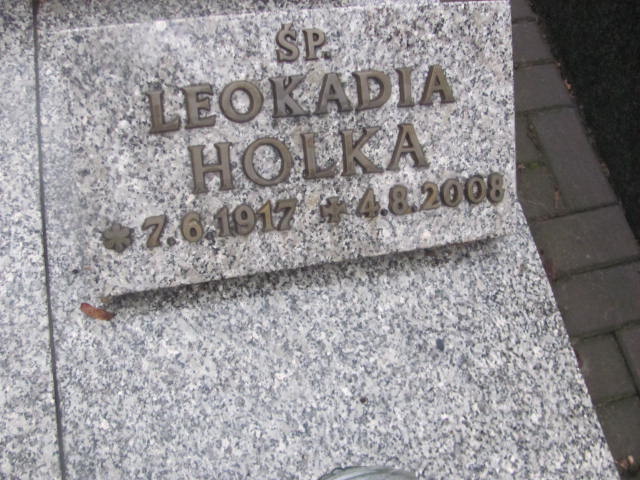 ŚP.
LEOKADIA
HOLKA
* 7.6.1917 + 4.8.2008